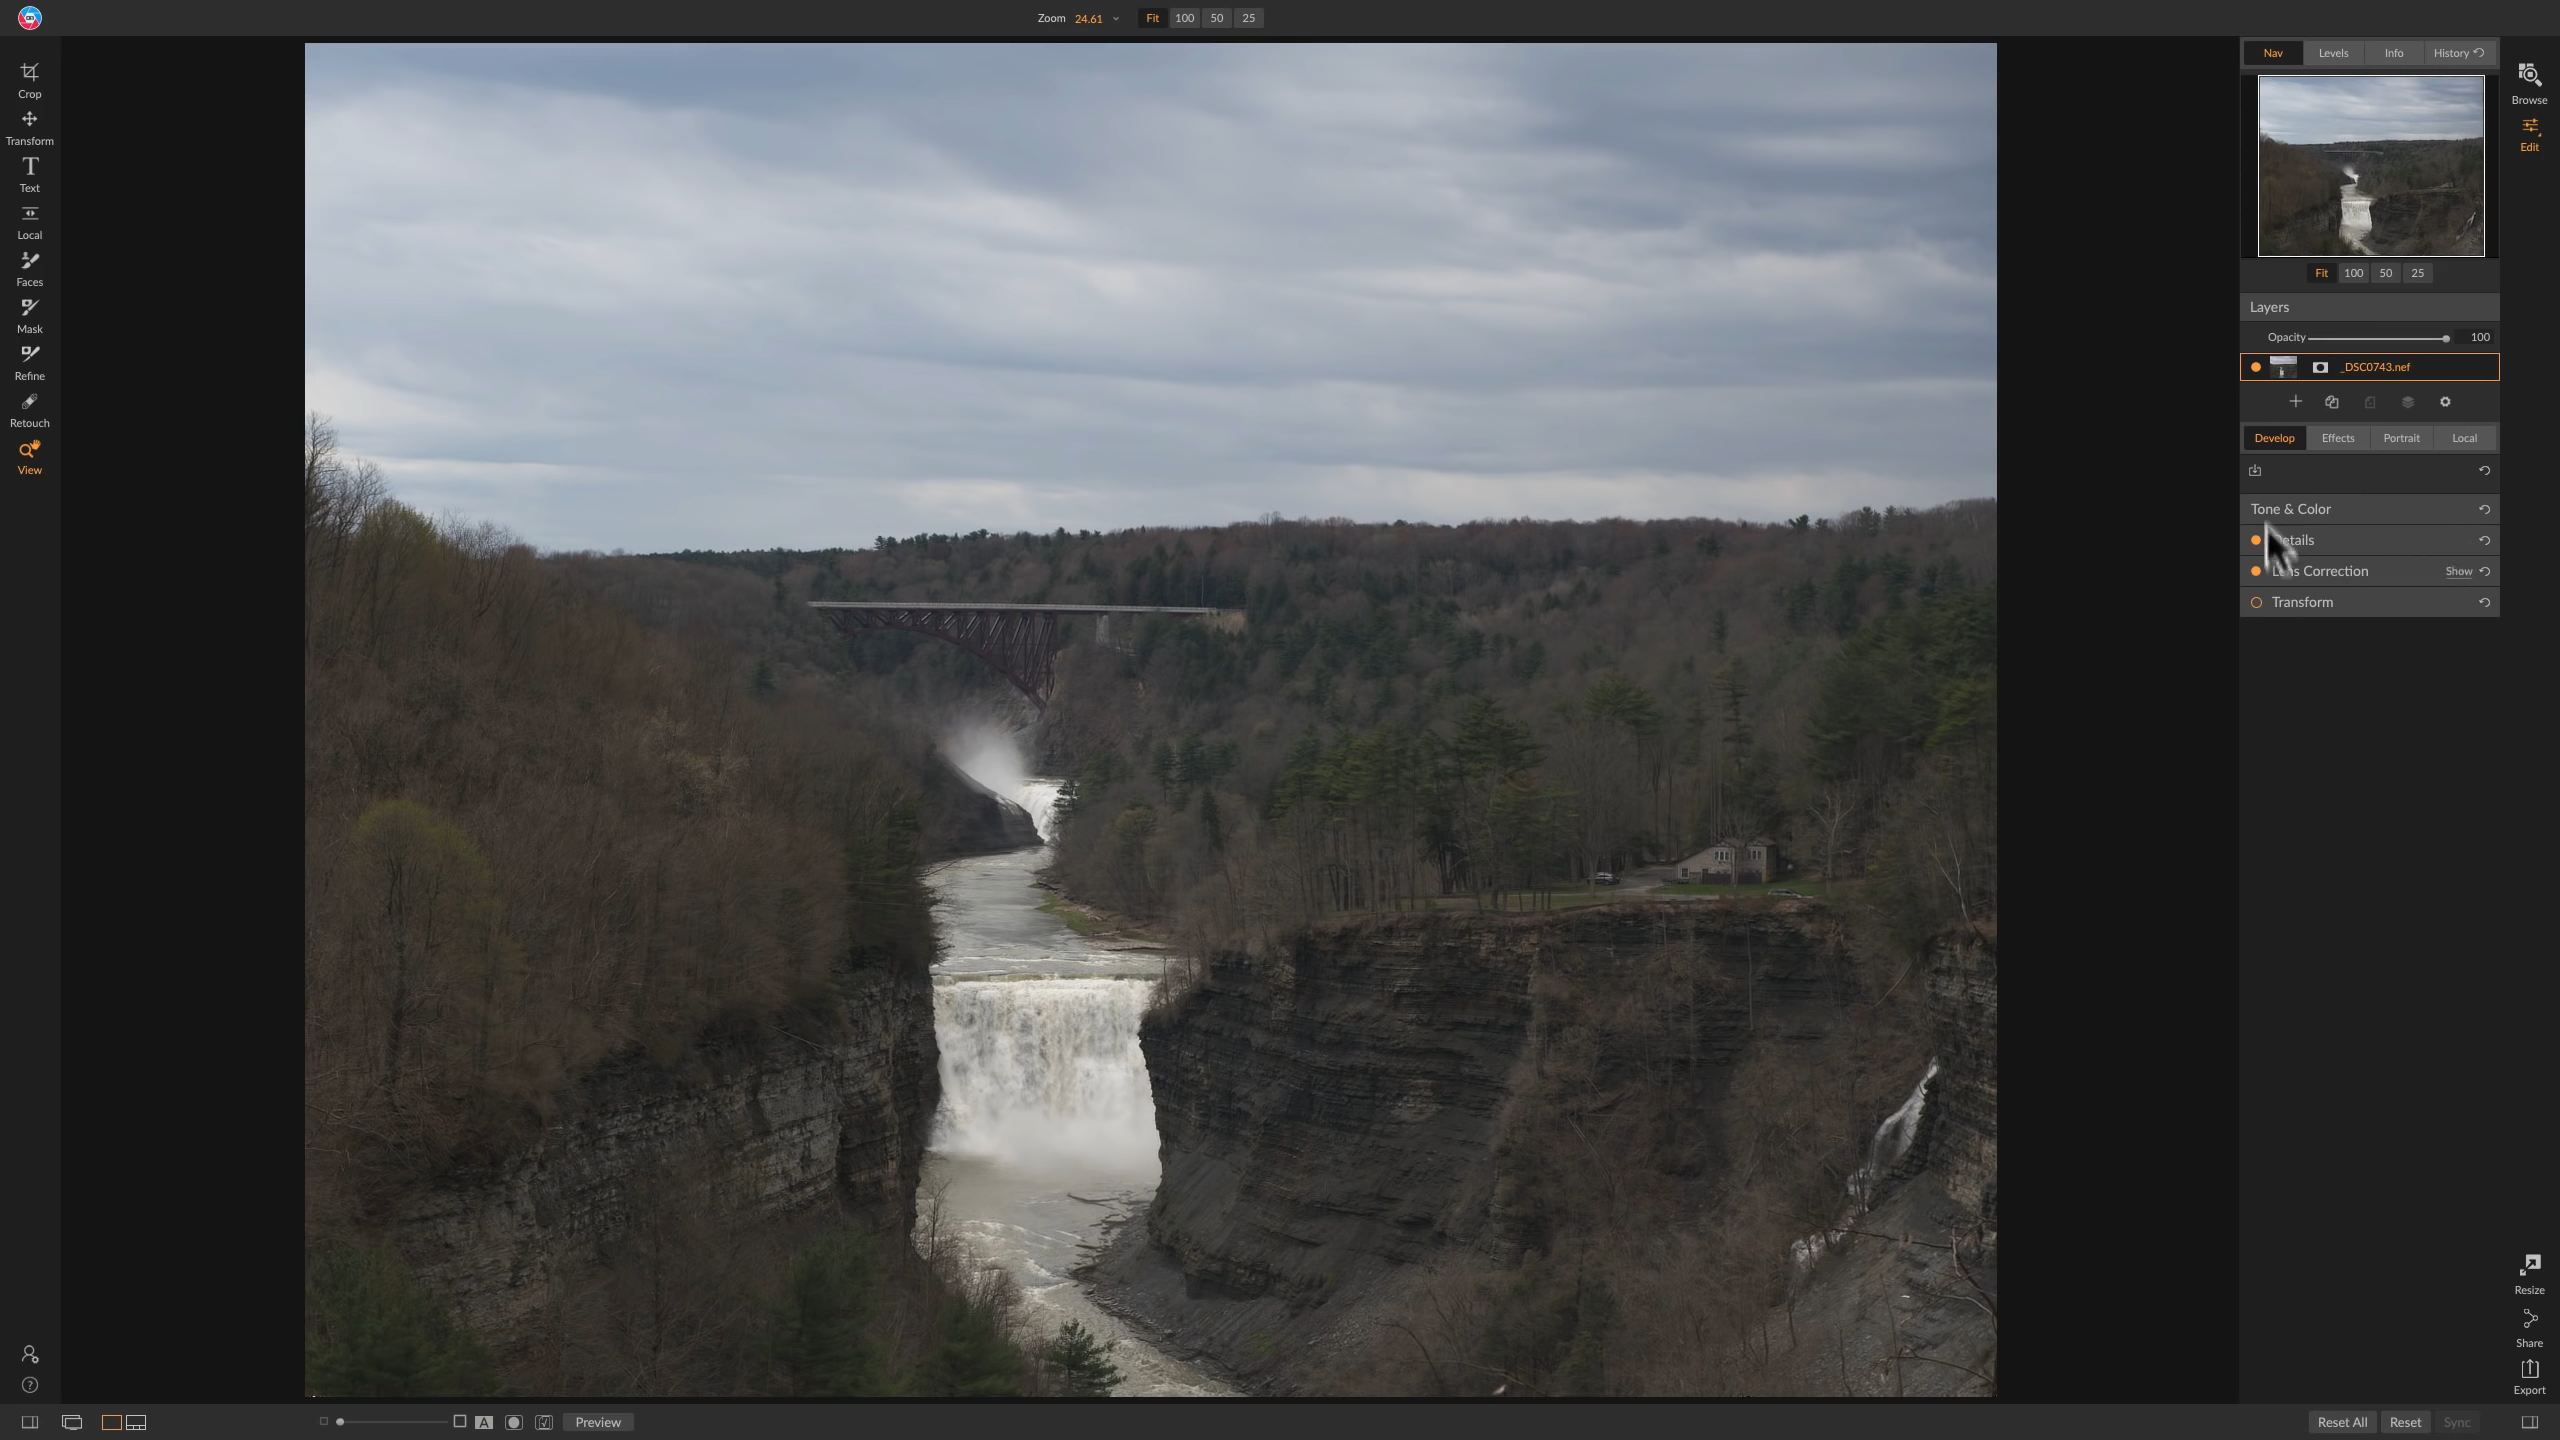 Zoom 24.61 Fit 100 50 25
Crop
Transform
Text
Local
Faces
Mask
Refine
Retouch
View
Nav Levels Info History
Fit 100 50 25
Layers
Opacity 100
_DSC0743.nef
Develop Effects Portrait Local
Tone & Color
Lens Correction Show
Transform
Browse
Edit
Resize
Share
Export
A Preview
Reset All Reset Sync